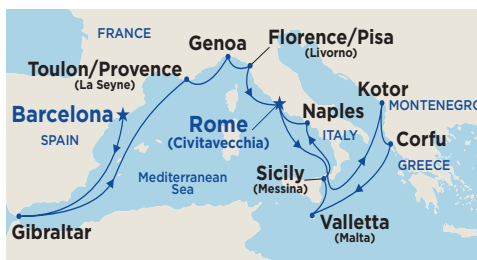 FRANCE
Genoa
Florence/Pisa
(Livorno)
Toulon/Provence
(La Seyne)
Barcelona
SPAIN
Rome
(Civitavecchia)
Naples
ITALY
Kotor
MONTENEGRO
Corfu
GREECE
Mediterranean
Sea
Sicily
(Messina)
Valletta
(Malta)
Gibraltar